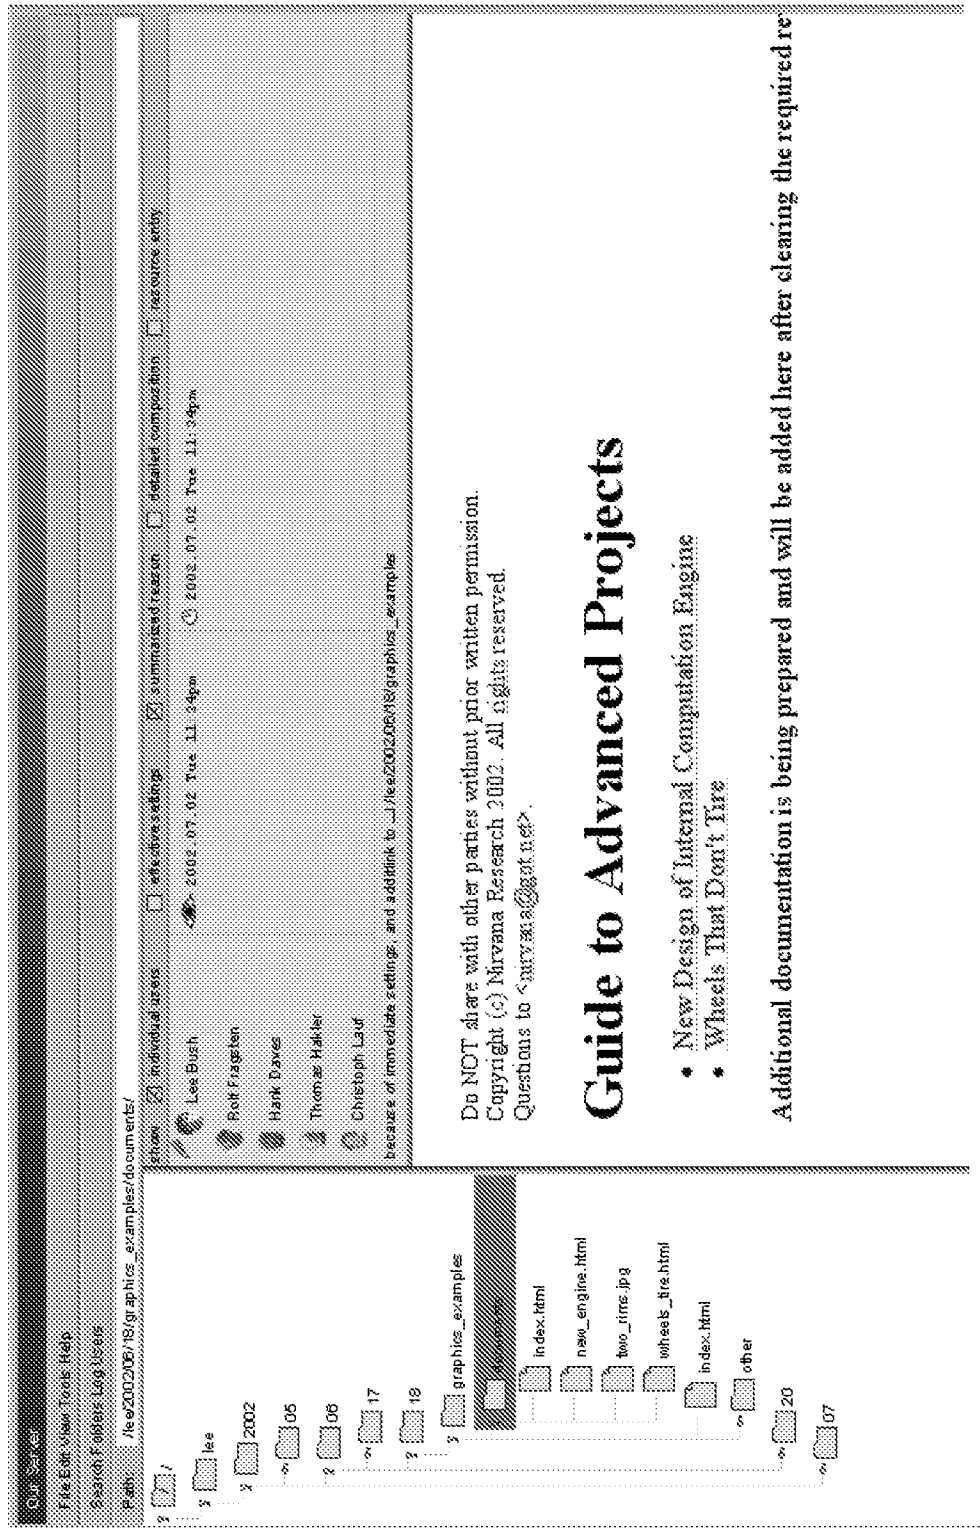 File Edit View Tools Help
Search Folders Log Users
Path: /lee/2002/06/18/graphics_examples/documents/
/
lee
2002
05
06
17
18
graphics_examples
index.html
new_engine.html
two_rims.jpg
wheels_tire.html
index.html
other
20
07
show individual users effective settings summarized reason detailed composition resource entry
Lee Bush 2002.07.02 Tue 11:34pm 2002.07.02 Tue 11:34pm
Rolf Fragsten
Hark Daves
Thomas Hakler
Christoph Lauf
because of immediate settings, and additlink to _//lee/2002/06/18/graphics_examples
Do NOT share with other parties without prior written permission.
Copyright (c) Nirvana Research 2002. All rights reserved.
Questions to <nirvana@got.net>.
Guide to Advanced Projects
• New Design of Internal Computation Engine
• Wheels That Don't Tire
Additional documentation is being prepared and will be added here after clearing the required re